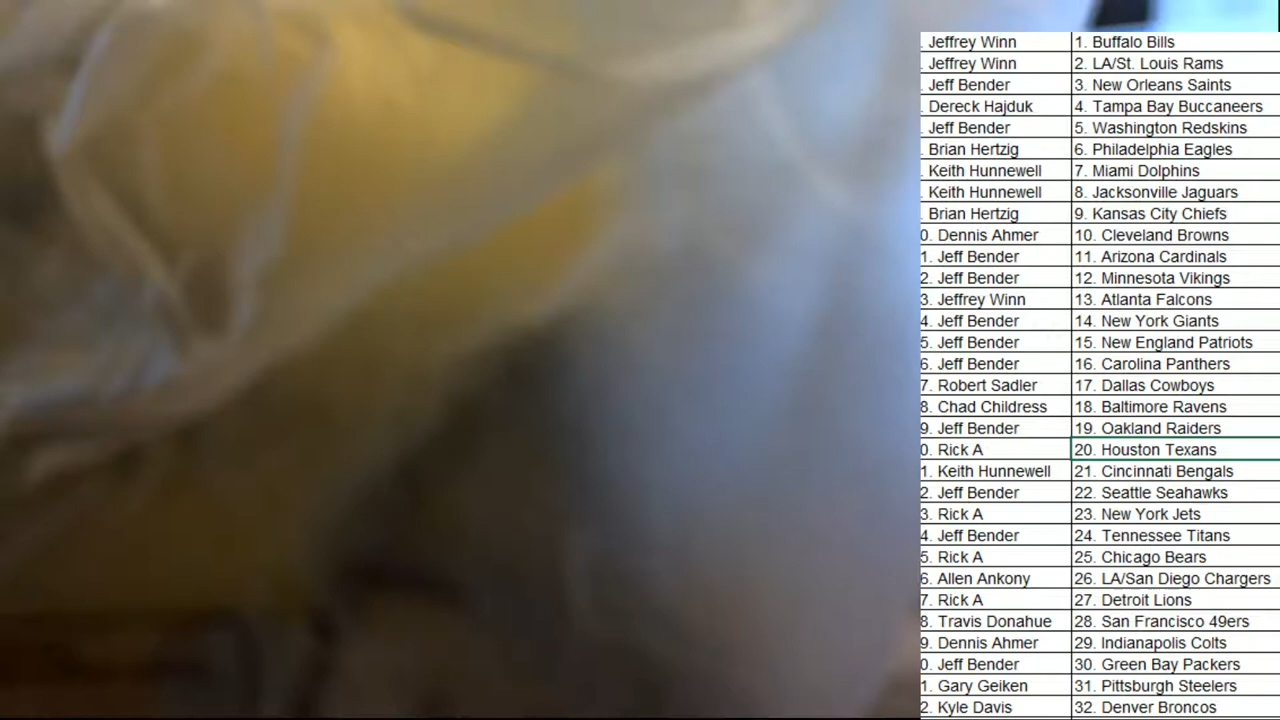 . Jeffrey Winn 1. Buffalo Bills
. Jeffrey Winn 2. LA/St. Louis Rams
. Jeff Bender 3. New Orleans Saints
. Dereck Hajduk 4. Tampa Bay Buccaneers
. Jeff Bender 5. Washington Redskins
. Brian Hertzig 6. Philadelphia Eagles
. Keith Hunnewell 7. Miami Dolphins
. Keith Hunnewell 8. Jacksonville Jaguars
. Brian Hertzig 9. Kansas City Chiefs
0. Dennis Ahmer 10. Cleveland Browns
1. Jeff Bender 11. Arizona Cardinals
2. Jeff Bender 12. Minnesota Vikings
3. Jeffrey Winn 13. Atlanta Falcons
4. Jeff Bender 14. New York Giants
5. Jeff Bender 15. New England Patriots
6. Jeff Bender 16. Carolina Panthers
7. Robert Sadler 17. Dallas Cowboys
8. Chad Childress 18. Baltimore Ravens
9. Jeff Bender 19. Oakland Raiders
0. Rick A 20. Houston Texans
1. Keith Hunnewell 21. Cincinnati Bengals
2. Jeff Bender 22. Seattle Seahawks
3. Rick A 23. New York Jets
4. Jeff Bender 24. Tennessee Titans
5. Rick A 25. Chicago Bears
6. Allen Ankony 26. LA/San Diego Chargers
7. Rick A 27. Detroit Lions
8. Travis Donahue 28. San Francisco 49ers
9. Dennis Ahmer 29. Indianapolis Colts
0. Jeff Bender 30. Green Bay Packers
1. Gary Geiken 31. Pittsburgh Steelers
2. Kyle Davis 32. Denver Broncos